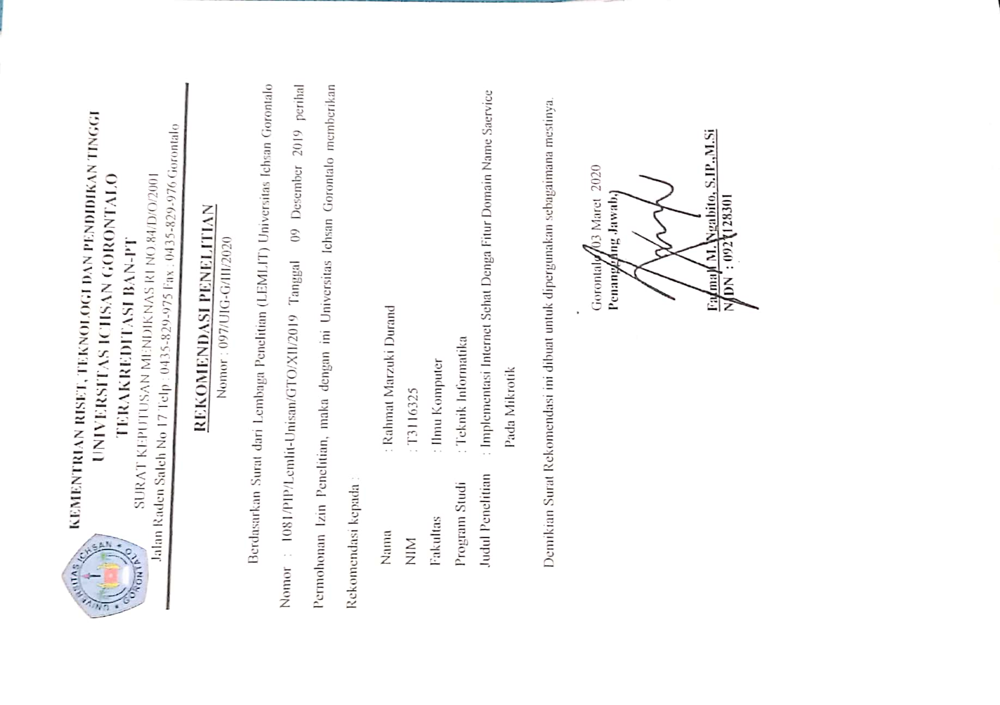 KEMENTRIAN RISET, TEKNOLOGI DAN PENDIDIKAN TINGGI
UNIVERSITAS ICHSAN GORONTALO
TERAKREDITASI BAN-PT
SURAT KEPUTUSAN MENDIKNAS RI NO.84/D/O/2001
Jalan Raden Saleh No 17 Telp : 0435-829-975 Fax : 0435-829-976 Gorontalo
UNIVERSITAS ICHSAN
GORONTALO
REKOMENDASI PENELITIAN
Nomor : 097/UIG-G/III/2020
Berdasarkan Surat dari Lembaga Penelitian (LEMLIT) Universitas Ichsan Gorontalo
Nomor : 1081/PIP/Lemlit-Unisan/GTO/XII/2019 Tanggal 09 Desember 2019 perihal
Permohonan Izin Penelitian, maka dengan ini Universitas Ichsan Gorontalo memberikan
Rekomendasi kepada :
Nama : Rahmat Marzuki Durand
NIM : T3116325
Fakultas : Ilmu Komputer
Program Studi : Teknik Informatika
Judul Penelitian : Implementasi Internet Sehat Denga Fitur Domain Name Saervice
Pada Mikrotik
Demikian Surat Rekomendasi ini dibuat untuk dipergunakan sebagaimana mestinya.
Gorontalo, 03 Maret 2020
Penanggung Jawab,
M. Ngabito, S.IP.,M.Si
NIDN : 0927128301